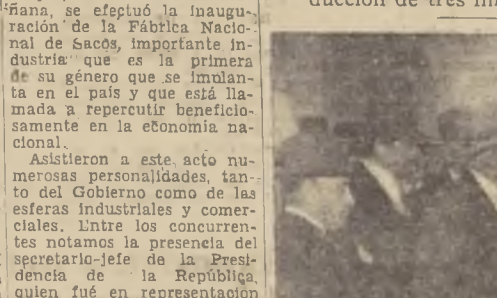 ñana, se efectuó la inaugu-
ración de la Fábrica Nacio-
nal de Sacos, importante in-
dustria que es la primera
de su género que se implan-
ta en el país y que está lla-
mada a repercutir beneficio-
samente en la economía na-
cional.
Asistieron a este acto nu-
merosas personalidades, tan-
to del Gobierno como de las
esferas industriales y comer-
ciales. Entre los concurren-
tes notamos la presencia del
secretario-jefe de la Presi-
dencia de la República,
quien fué en representación
ducción de tres